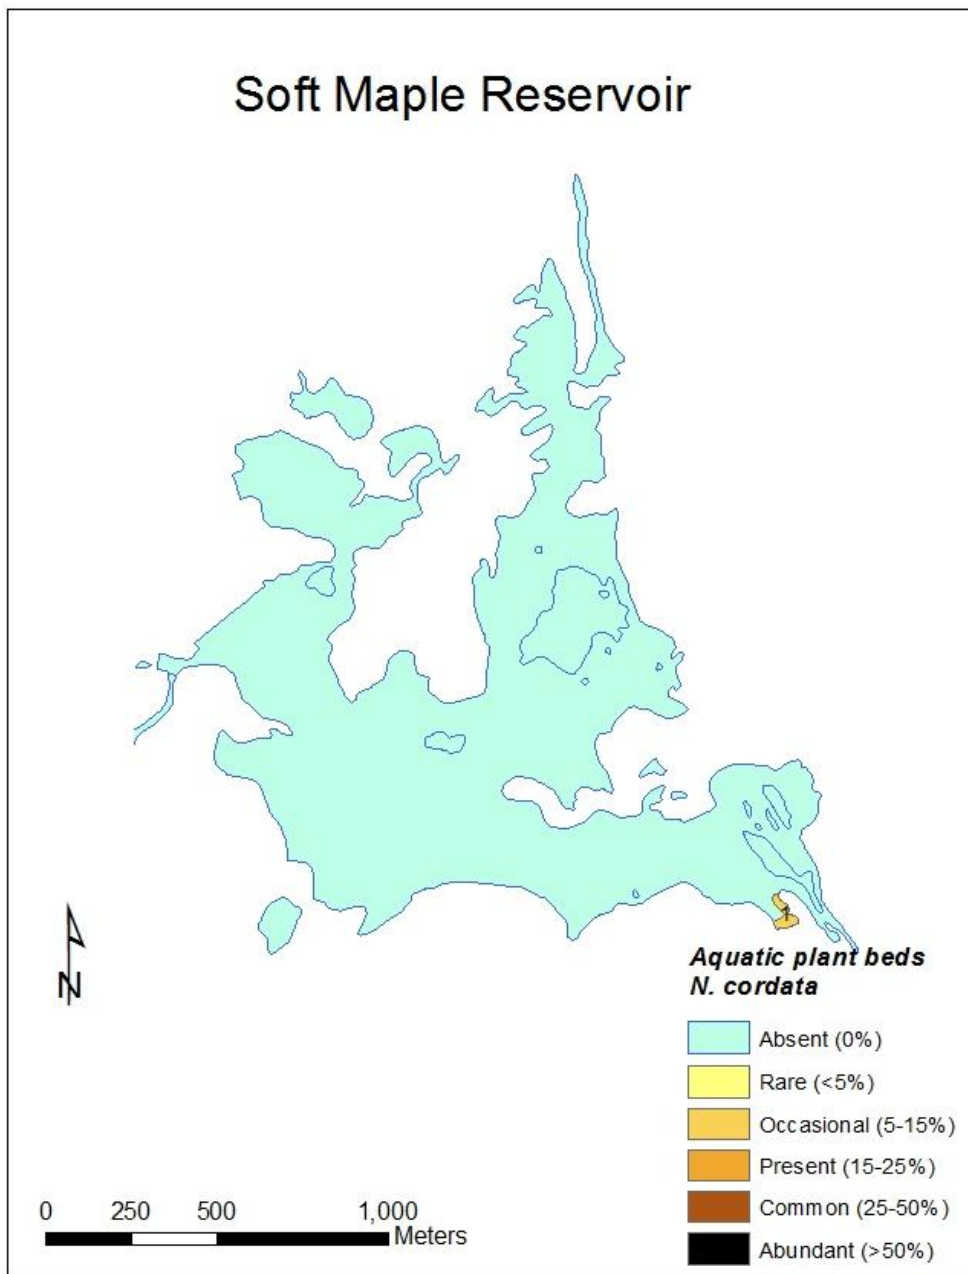 Soft Maple Reservoir
1
N
Aquatic plant beds
N. cordata
Absent (0%)
Rare (<5%)
Occasional (5-15%)
Present (15-25%)
Common (25-50%)
Abundant (>50%)
0 250 500 1,000
Meters